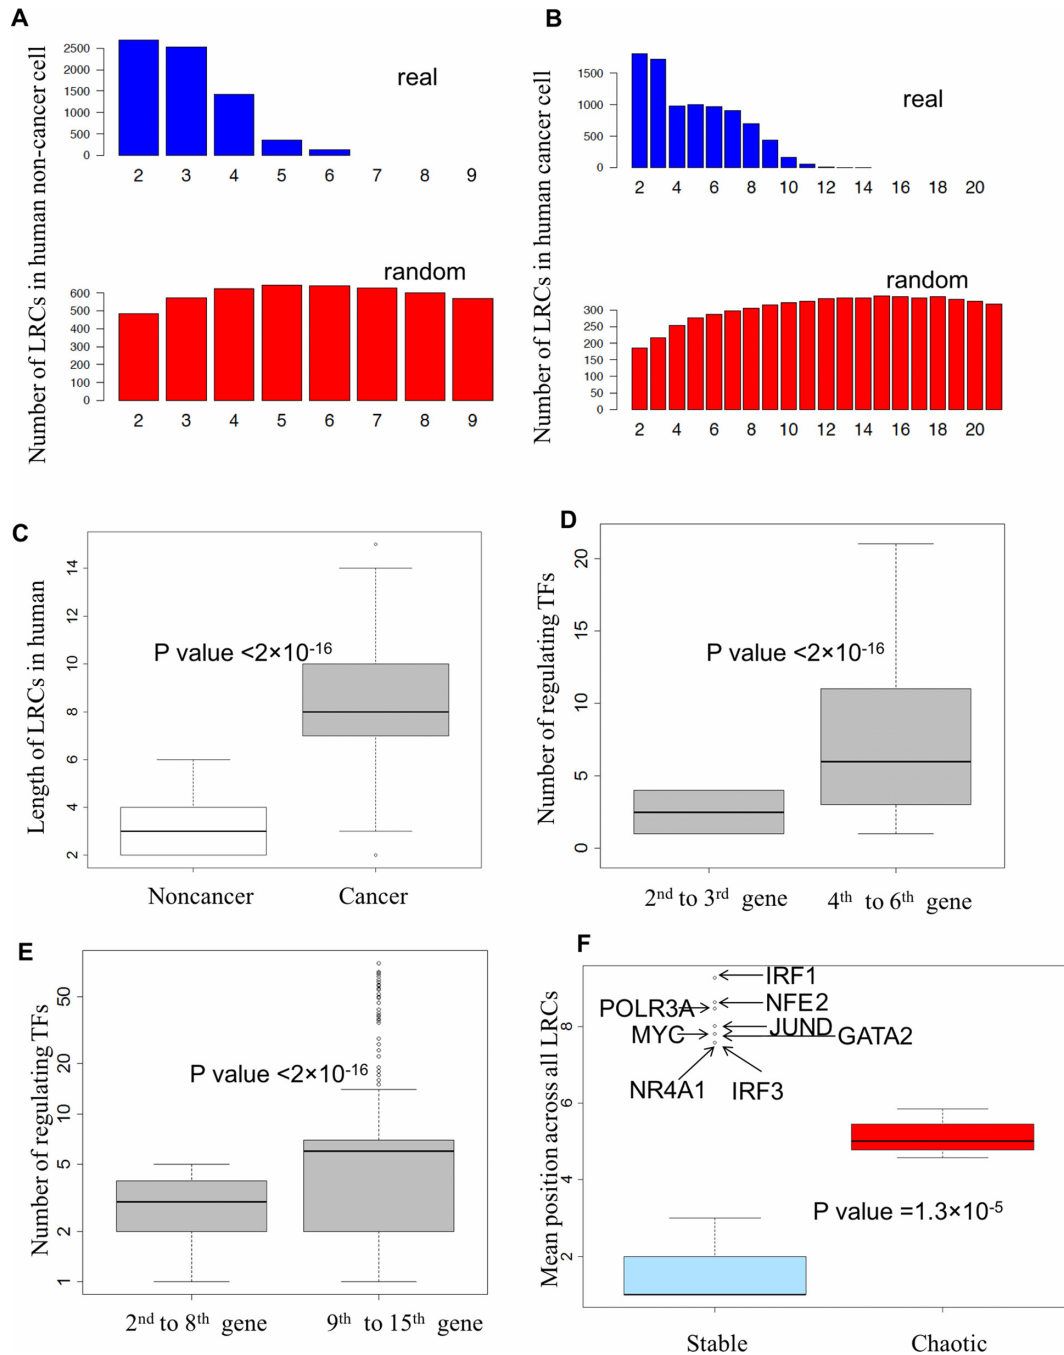 A
Number of LRCs in human non-cancer cell
2500
2000
1500
1000
500
0
real
2 3 4 5 6 7 8 9
random
600
500
400
300
200
100
0
2 3 4 5 6 7 8 9
B
Number of LRCs in human cancer cell
1500
1000
500
0
real
2 4 6 8 10 12 14 16 18 20
random
300
250
200
150
100
50
0
2 4 6 8 10 12 14 16 18 20
C
Length of LRCs in human
14
12
10
8
6
4
2
P value <2×10-16
Noncancer Cancer
D
Number of regulating TFs
20
15
10
5
0
P value <2×10-16
2nd to 3rd gene 4th to 6th gene
E
Number of regulating TFs
50
20
10
5
2
1
P value <2×10-16
2nd to 8th gene 9th to 15th gene
F
Mean position across all LRCs
8
6
4
2
IRF1
POLR3A NFE2
MYC JUND GATA2
NR4A1 IRF3
P value =1.3×10-5
Stable Chaotic